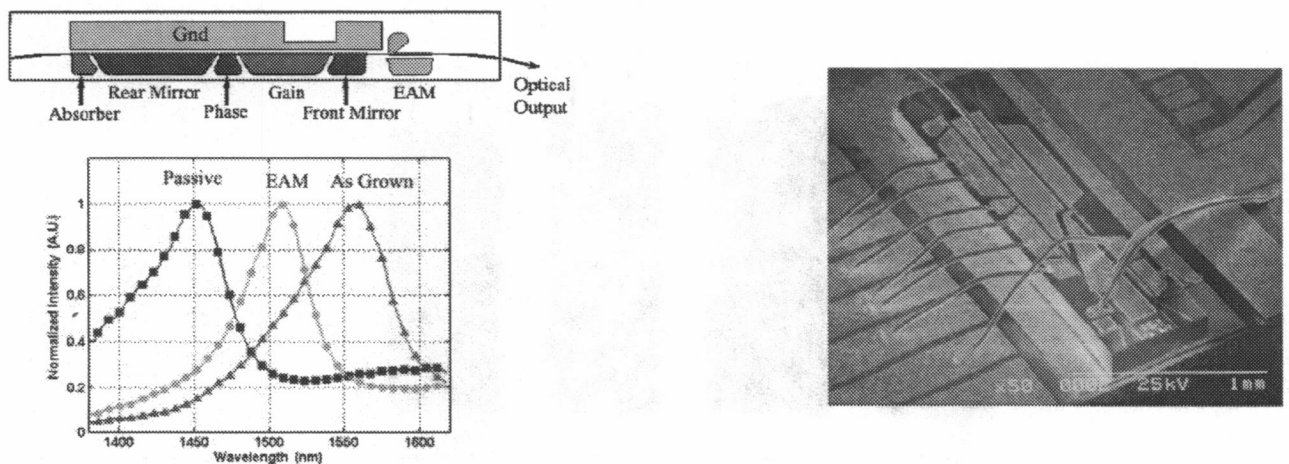 Gnd
Optical
Output
Rear Mirror
Gain
EAM
Absorber
Phase
Front Mirror
Passive
EAM
As Grown
Normalized Intensity (A.U.)
1
0.8
0.6
0.4
0.2
0
1400
1450
1500
1550
1600
Wavelength (nm)
x50
25kV
1mm